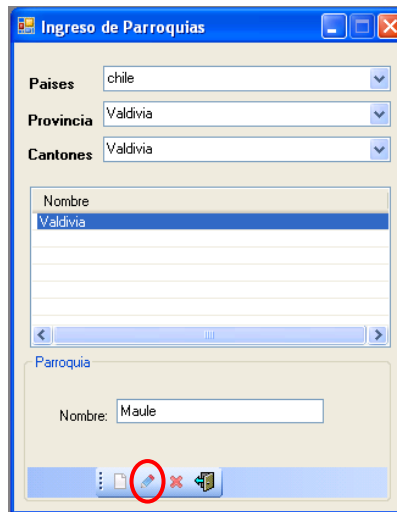 Ingreso de Parroquias
Paises chile
Provincia Valdivia
Cantones Valdivia
Nombre
Valdivia
Parroquia
Nombre: Maule